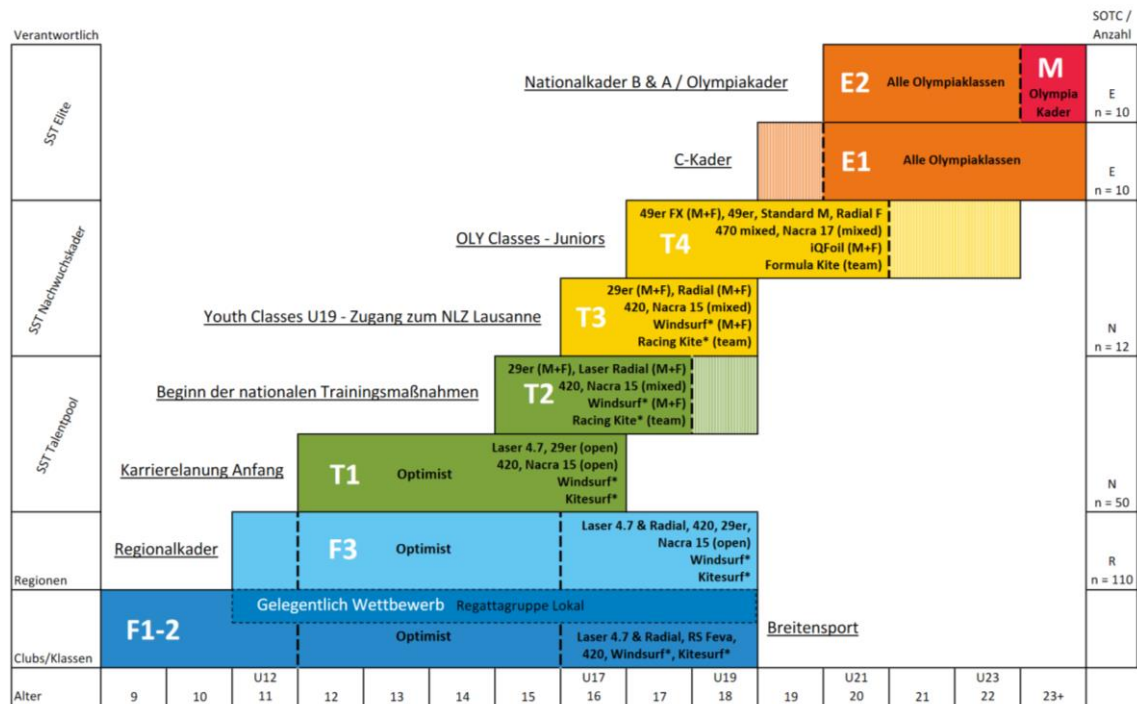 Verantwortlich
SOTC /
Anzahl
SST Elite
Nationalkader B & A / Olympiakader
E2
Alle Olympiaklassen
M
Olympia
Kader
E
n = 10
C-Kader
E1
Alle Olympiaklassen
E
n = 10
SST Nachwuchskader
OLY Classes - Juniors
T4
49er FX (M+F), 49er, Standard M, Radial F
470 mixed, Nacra 17 (mixed)
iQFoil (M+F)
Formula Kite (team)
Youth Classes U19 - Zugang zum NLZ Lausanne
T3
29er (M+F), Radial (M+F)
420, Nacra 15 (mixed)
Windsurf* (M+F)
Racing Kite* (team)
N
n = 12
SST Talentpool
Beginn der nationalen Trainingsmaßnahmen
T2
29er (M+F), Laser Radial (M+F)
420, Nacra 15 (mixed)
Windsurf* (M+F)
Racing Kite* (team)
Karrierelanung Anfang
T1
Optimist
Laser 4.7, 29er (open)
420, Nacra 15 (open)
Windsurf*
Kitesurf*
N
n = 50
Regionen
Regionalkader
F3
Optimist
Laser 4.7 & Radial, 420, 29er,
Nacra 15 (open)
Windsurf*
Kitesurf*
R
n = 110
Clubs/Klassen
F1-2
Gelegentlich Wettbewerb Regattagruppe Lokal
Optimist
Laser 4.7 & Radial, RS Feva,
420, Windsurf*, Kitesurf*
Breitensport
U12 U17 U19 U21 U23
Alter 9 10 11 12 13 14 15 16 17 18 19 20 21 22 23+